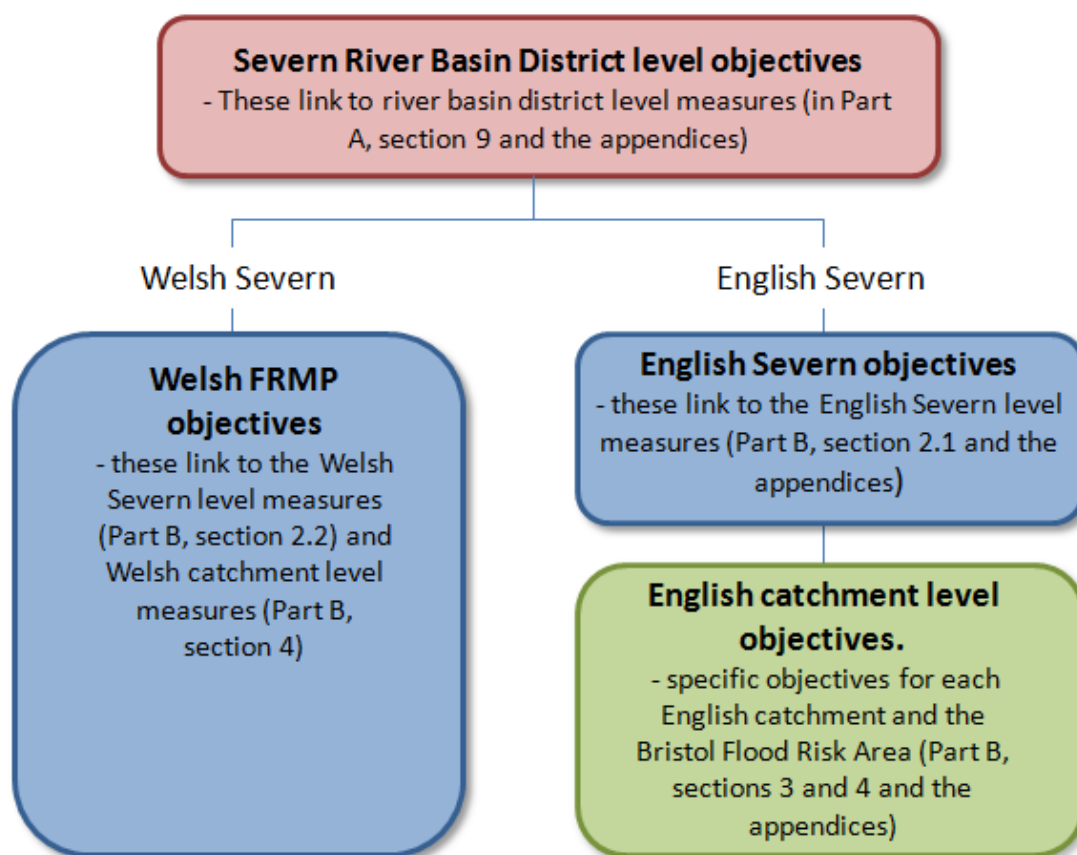 Severn River Basin District level objectives
- These link to river basin district level measures (in Part
A, section 9 and the appendices)
Welsh Severn
English Severn
Welsh FRMP
objectives
- these link to the Welsh
Severn level measures
(Part B, section 2.2) and
Welsh catchment level
measures (Part B,
section 4)
English Severn objectives
- these link to the English Severn level
measures (Part B, section 2.1 and the
appendices)
English catchment level
objectives.
- specific objectives for each
English catchment and the
Bristol Flood Risk Area (Part B,
sections 3 and 4 and the
appendices)